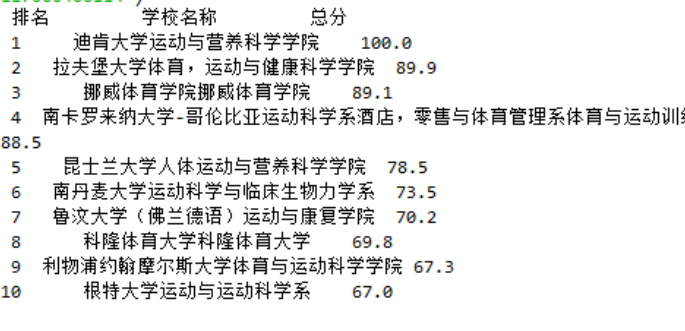 排名 学校名称 总分
1 迪肯大学运动与营养科学学院 100.0
2 拉夫堡大学体育，运动与健康科学学院 89.9
3 挪威体育学院挪威体育学院 89.1
4 南卡罗来纳大学-哥伦比亚运动科学系酒店，零售与体育管理系体育与运动训
88.5
5 昆士兰大学人体运动与营养科学学院 78.5
6 南丹麦大学运动科学与临床生物力学系 73.5
7 鲁汶大学（佛兰德语）运动与康复学院 70.2
8 科隆体育大学科隆体育大学 69.8
9 利物浦约翰摩尔斯大学体育与运动科学学院 67.3
10 根特大学运动与运动科学系 67.0